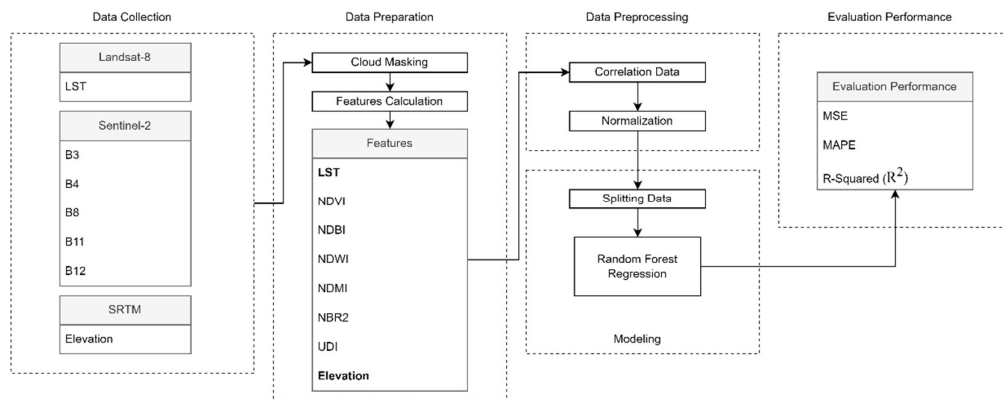 Data Collection
Landsat-8
LST
Sentinel-2
B3
B4
B8
B11
B12
SRTM
Elevation
Data Preparation
Cloud Masking
Features Calculation
Features
LST
NDVI
NDBI
NDWI
NDMI
NBR2
UDI
Elevation
Data Preprocessing
Correlation Data
Normalization
Splitting Data
Random Forest
Regression
Modeling
Evaluation Performance
Evaluation Performance
MSE
MAPE
R-Squared (R²)